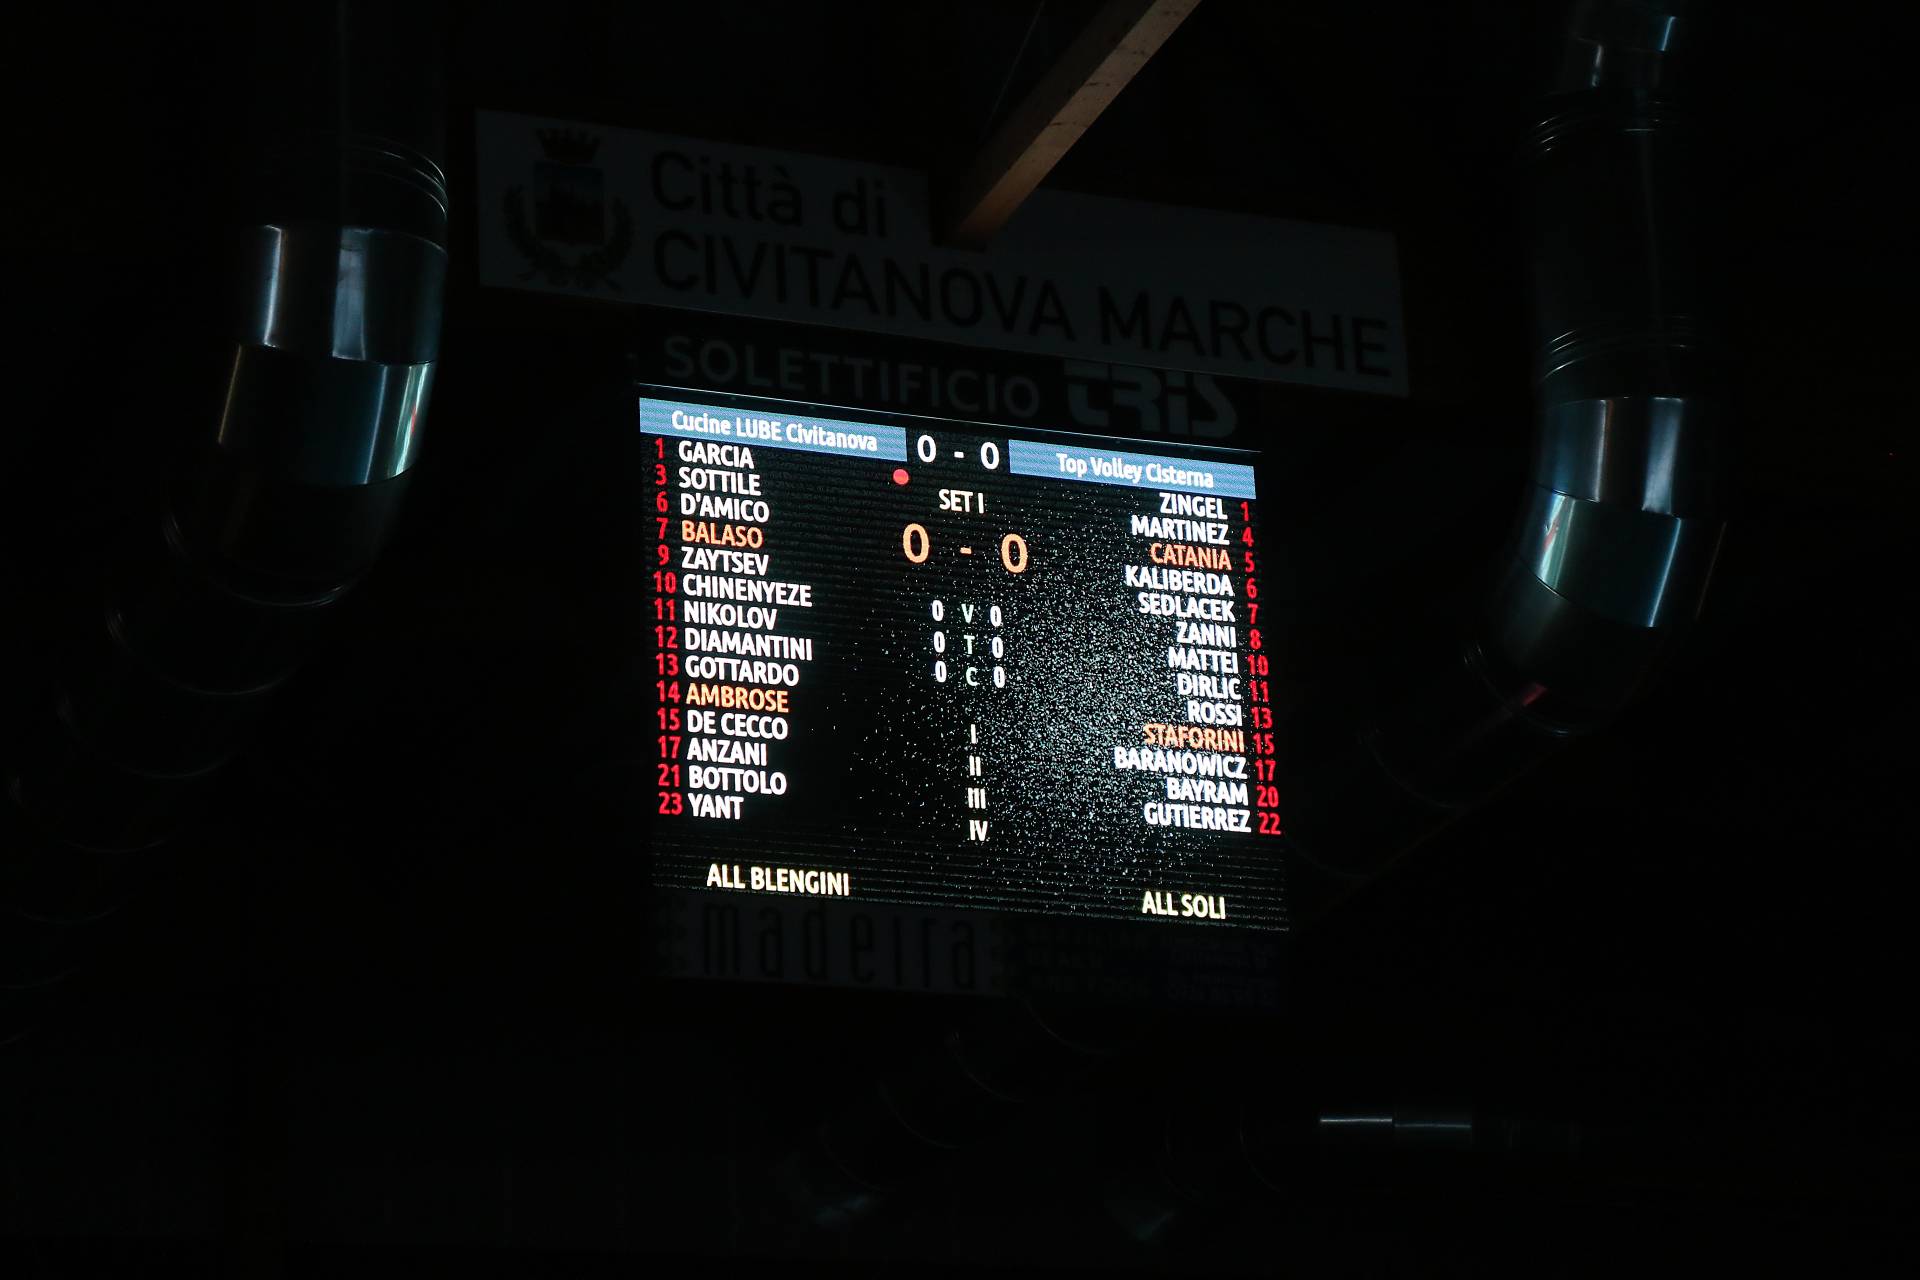 Città di
CIVITANOVA MARCHE
SOLETTIFICIO TRIS
Cucine LUBE Civitanova 0 - 0 Top Volley Cisterna
SET I
0 - 0
1 GARCIA
3 SOTTILE
6 D'AMICO
7 BALASO
9 ZAYTSEV
10 CHINENYEZE
11 NIKOLOV
12 DIAMANTINI
13 GOTTARDO
14 AMBROSE
15 DE CECCO
17 ANZANI
21 BOTTOLO
23 YANT
ALL BLENGINI
0 V 0
0 T 0
0 C 0
I
II
III
IV
ZINGEL 1
MARTINEZ 4
CATANIA 5
KALIBERDA 6
SEDLACEK 7
ZANNI 8
MATTEI 10
DIRLIC 11
ROSSI 13
STAFORINI 15
BARANOWICZ 17
BAYRAM 20
GUTIERREZ 22
ALL SOLI
madeira